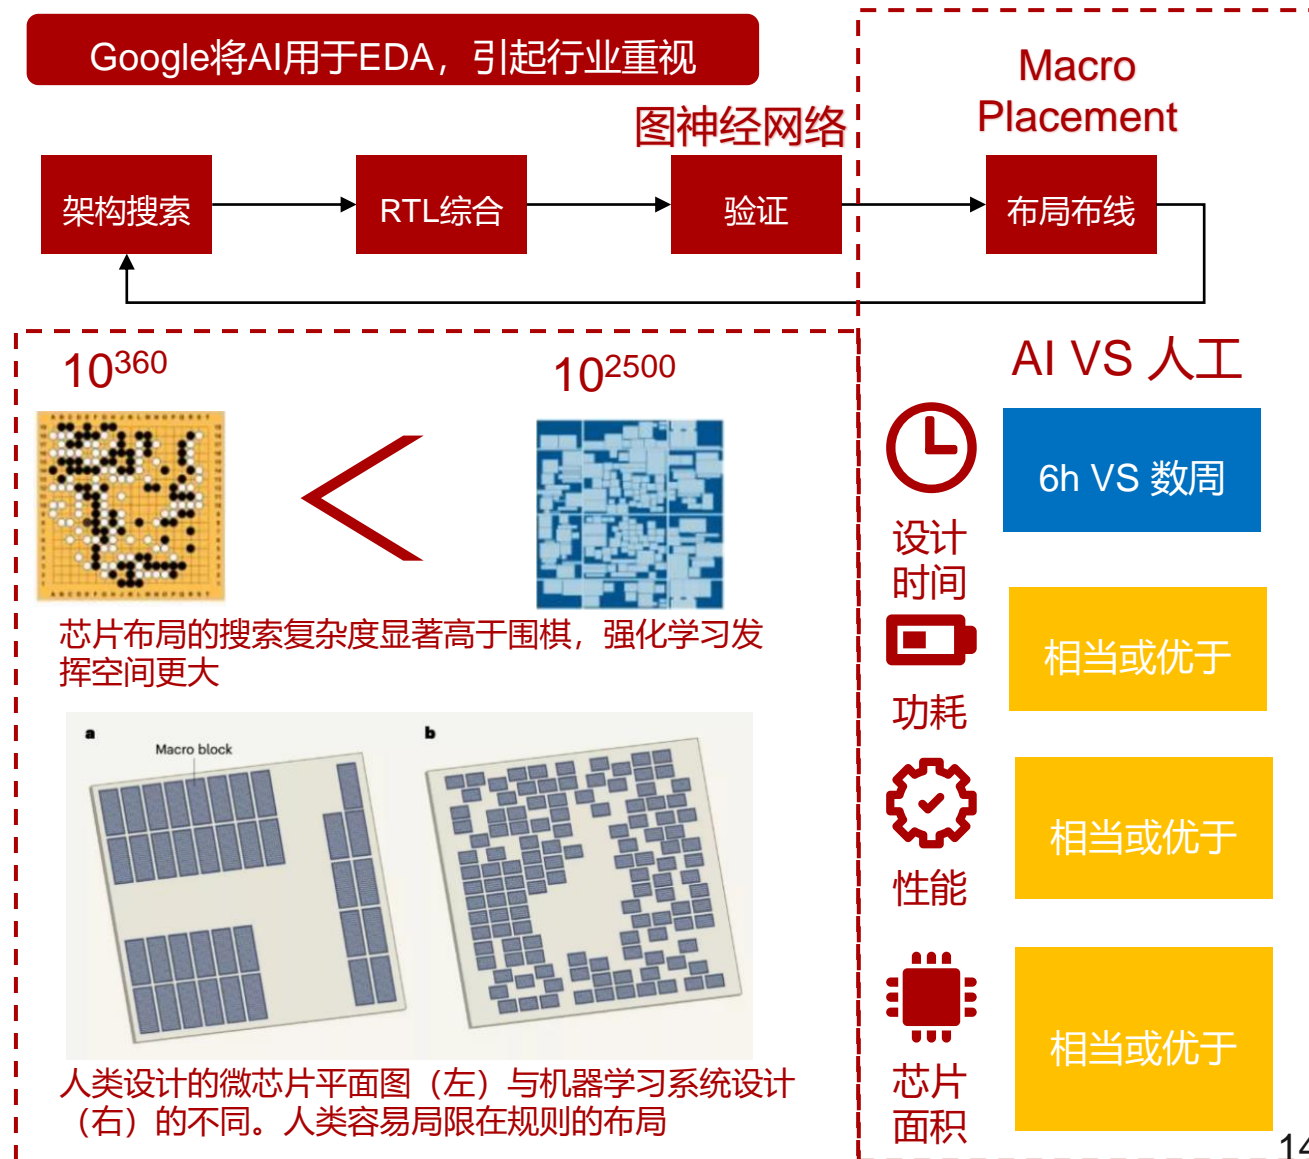 Google将AI用于EDA，引起行业重视
Macro
Placement
图神经网络
架构搜索
RTL综合
验证
布局布线
10360
102500
芯片布局的搜索复杂度显著高于围棋，强化学习发
挥空间更大
a
Macro block
b
人类设计的微芯片平面图（左）与机器学习系统设计
（右）的不同。人类容易局限在规则的布局
AI VS 人工
设计
时间
6h VS 数周
功耗
相当或优于
性能
相当或优于
芯片
面积
相当或优于
14